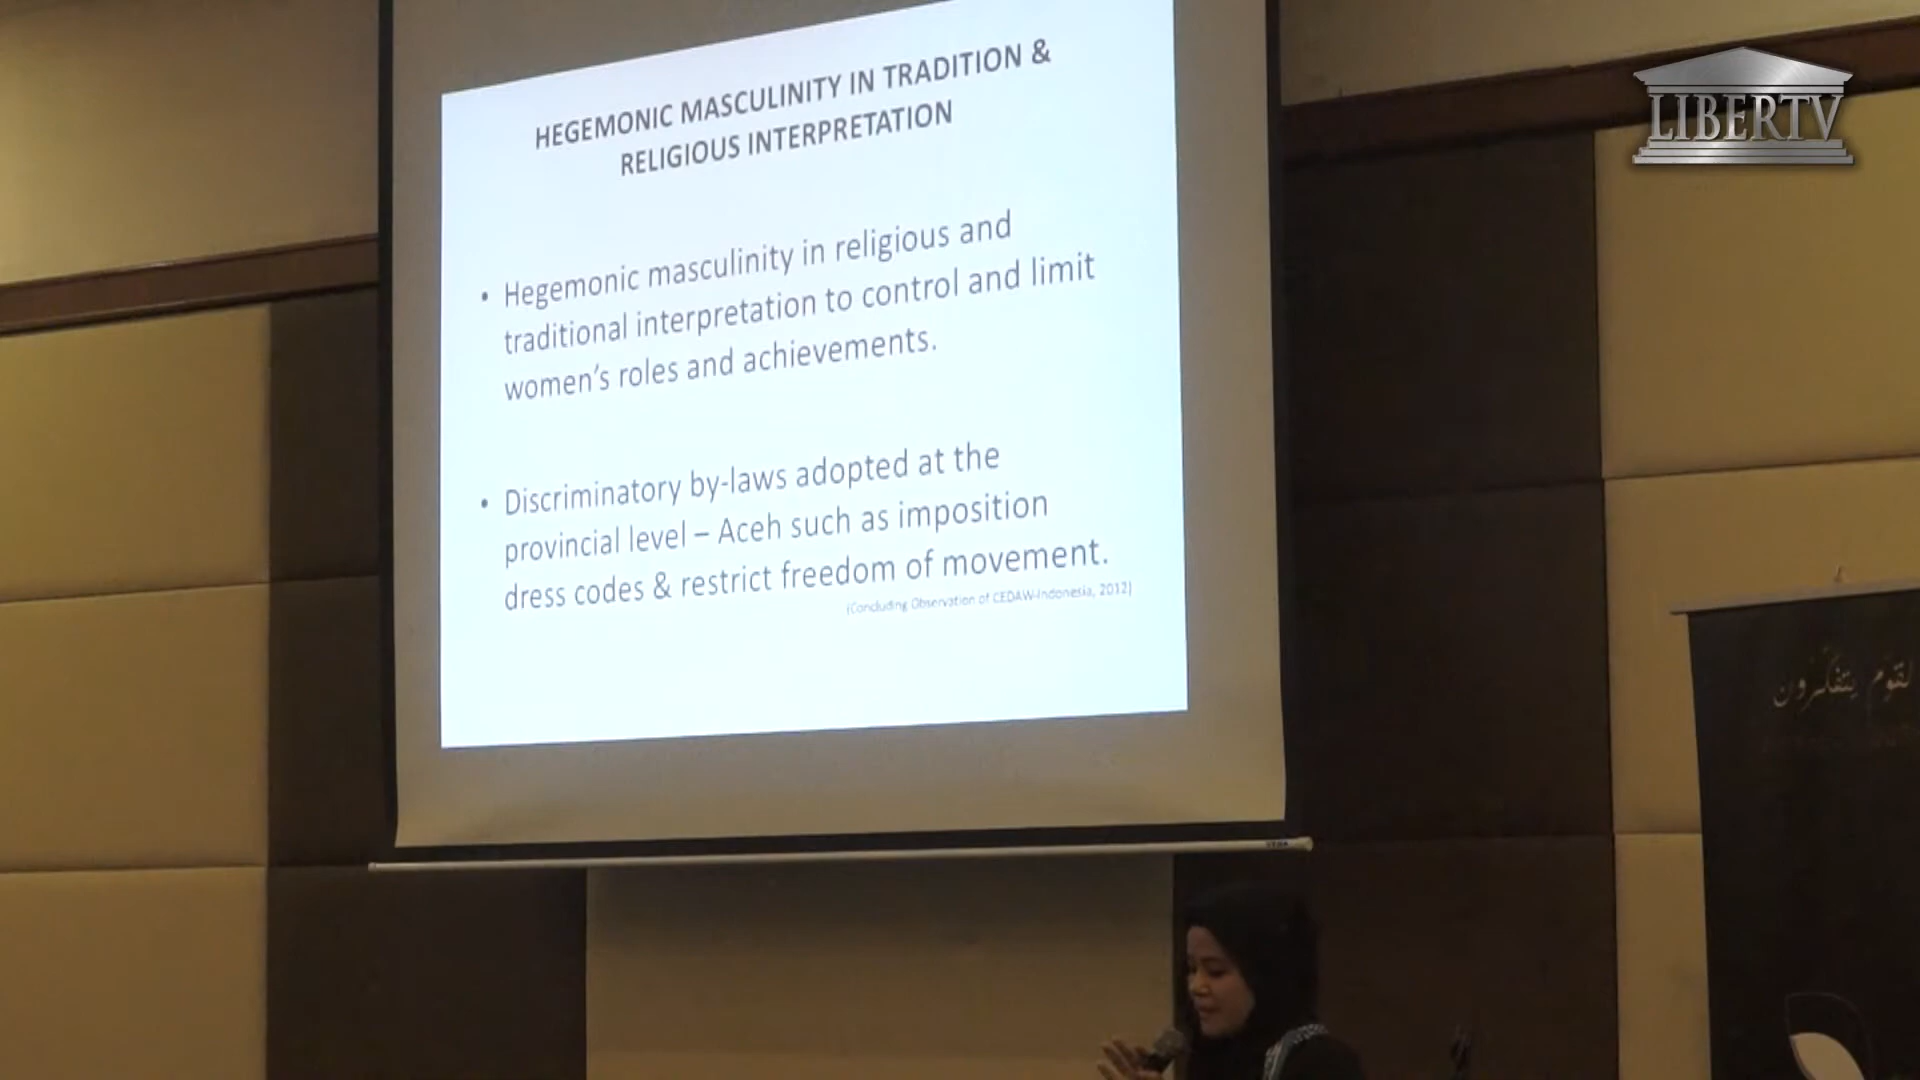 HEGEMONIC MASCULINITY IN TRADITION &
RELIGIOUS INTERPRETATION
• Hegemonic masculinity in religious and
traditional interpretation to control and limit
women's roles and achievements.
• Discriminatory by-laws adopted at the
provincial level – Aceh such as imposition
dress codes & restrict freedom of movement.
(Concluding Observation of CEDAW-Indonesia, 2012)
LIBERTV
لقوم يتفكرون